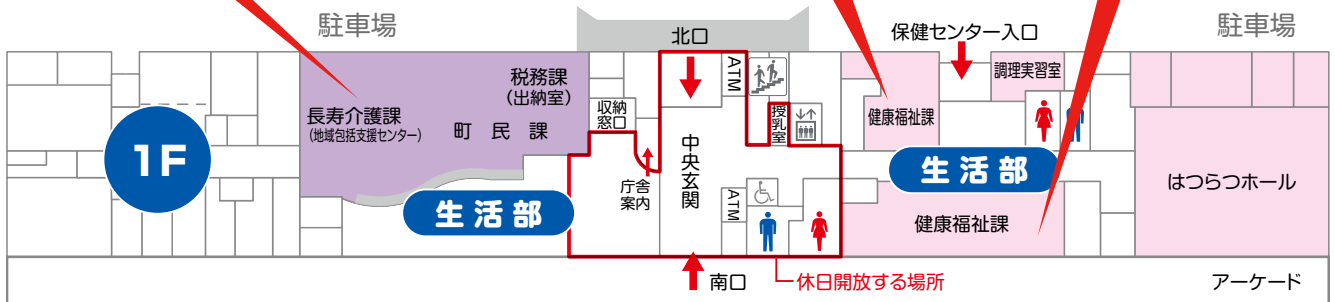 駐車場
北口
保健センター入口
駐車場
税務課
(出納室)
収納
窓口
ATM
調理実習室
長寿介護課
(地域包括支援センター)
町民課
授乳室
健康福祉課
1F
中央玄関
生活部
はつらつホール
庁舎
案内
ATM
生活部
健康福祉課
南口
休日開放する場所
アーケード